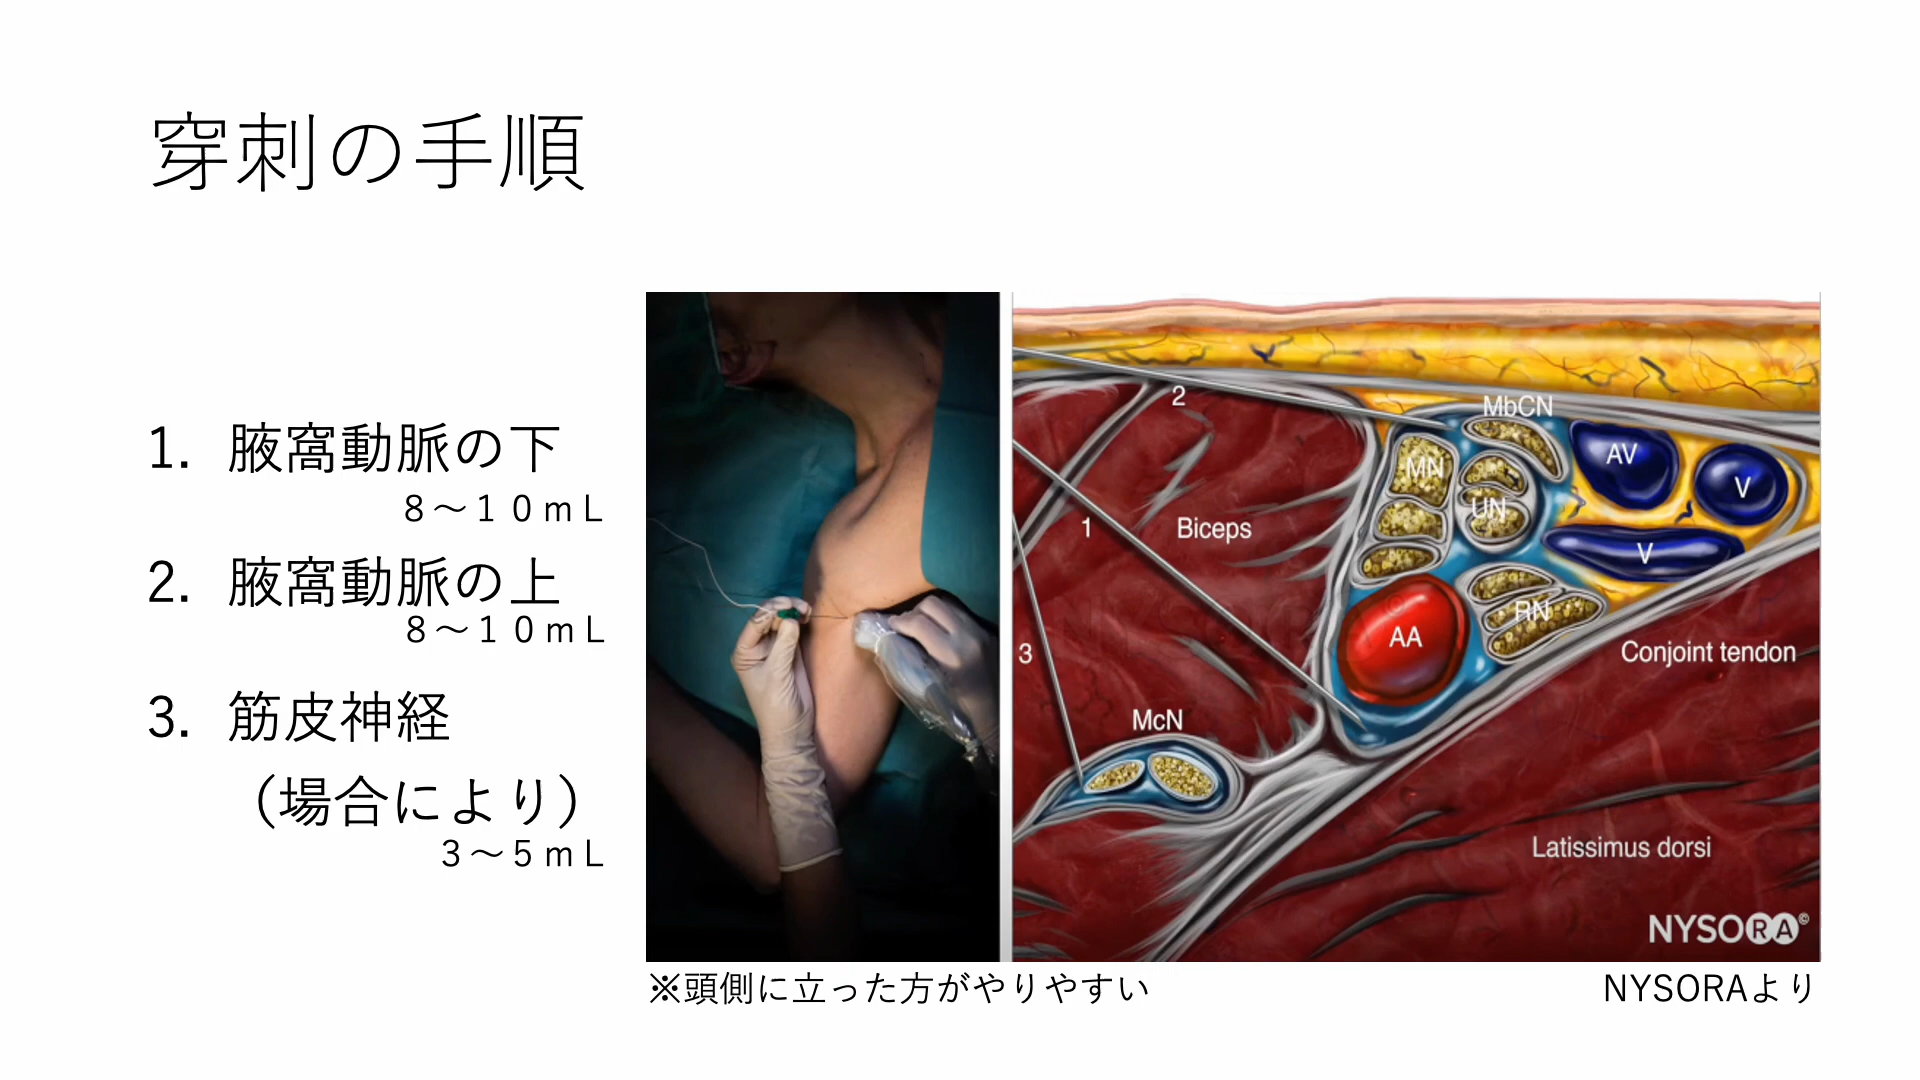 穿刺の手順
1. 腋窩動脈の下
8～10mL
2. 腋窩動脈の上
8～10mL
3. 筋皮神経
（場合により）
3～5mL
2
MbCN
MN
AV
V
UN
1
Biceps
V
RN
AA
3
Conjoint tendon
McN
Latissimus dorsi
NYSORA©
※頭側に立った方がやりやすい
NYSORAより